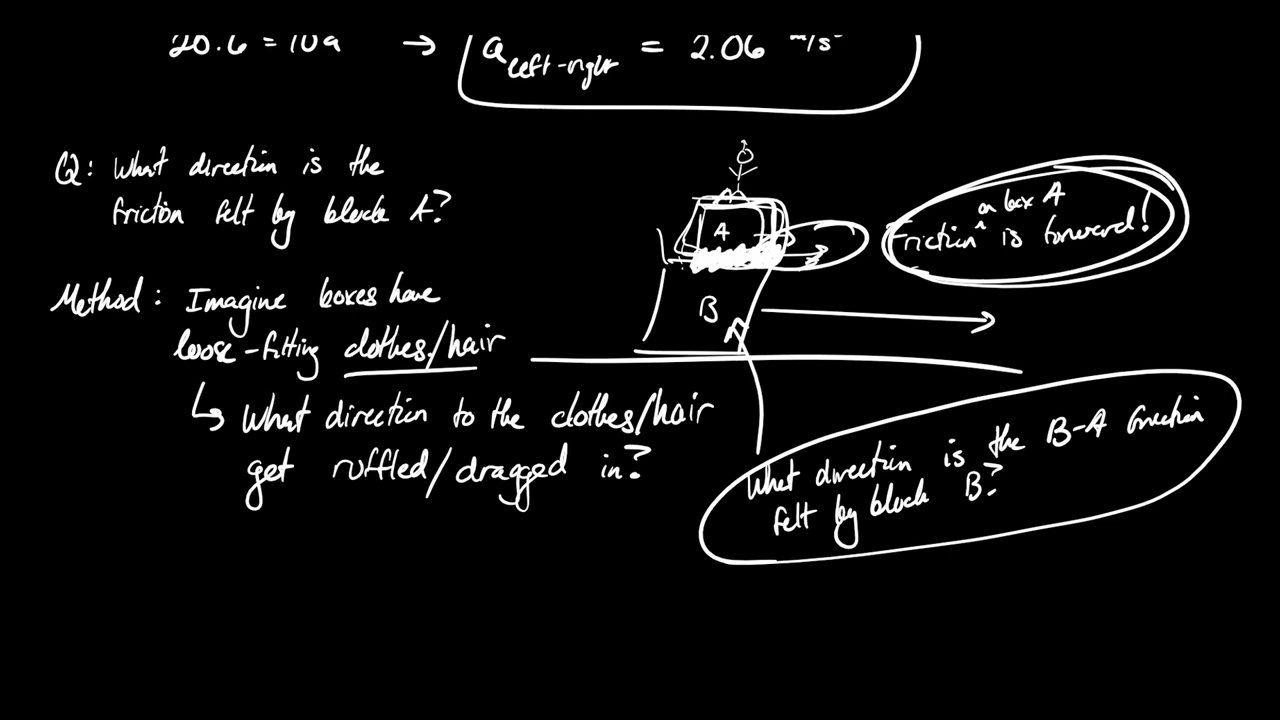 20.6 = 10a → a left-right = 2.06 m/s²
Q: What direction is the
friction felt by block A?
Method: Imagine boxes have
loose-fitting clothes/hair
↳ What direction to the clothes/hair
get ruffled/dragged in?
A
B
on box A
Friction ^ is forward!
What direction is the B-A friction
felt by block B?